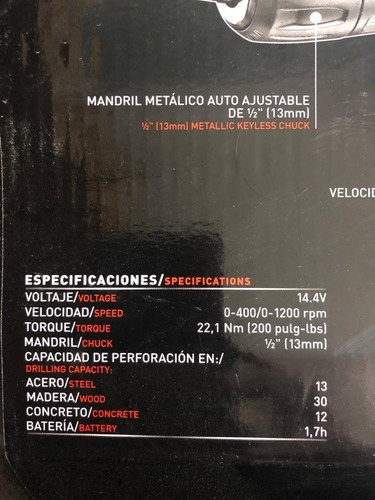 MANDRIL METÁLICO AUTO AJUSTABLE
DE ½" (13mm)
½" (13mm) METALLIC KEYLESS CHUCK
VELOCID
ESPECIFICACIONES/SPECIFICATIONS
VOLTAJE/VOLTAGE 14.4V
VELOCIDAD/SPEED 0-400/0-1200 rpm
TORQUE/TORQUE 22,1 Nm (200 pulg-lbs)
MANDRIL/CHUCK ½" (13mm)
CAPACIDAD DE PERFORACIÓN EN:/
DRILLING CAPACITY:
ACERO/STEEL 13
MADERA/WOOD 30
CONCRETO/CONCRETE 12
BATERÍA/BATTERY 1,7h